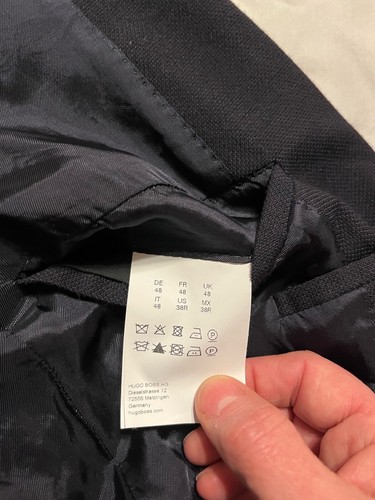 DE FR UK
48 48 48
IT US MX
48 38R 38R
HUGO BOSS AG
Dieselstrasse 12
72555 Metzingen
Germany
hugoboss.com